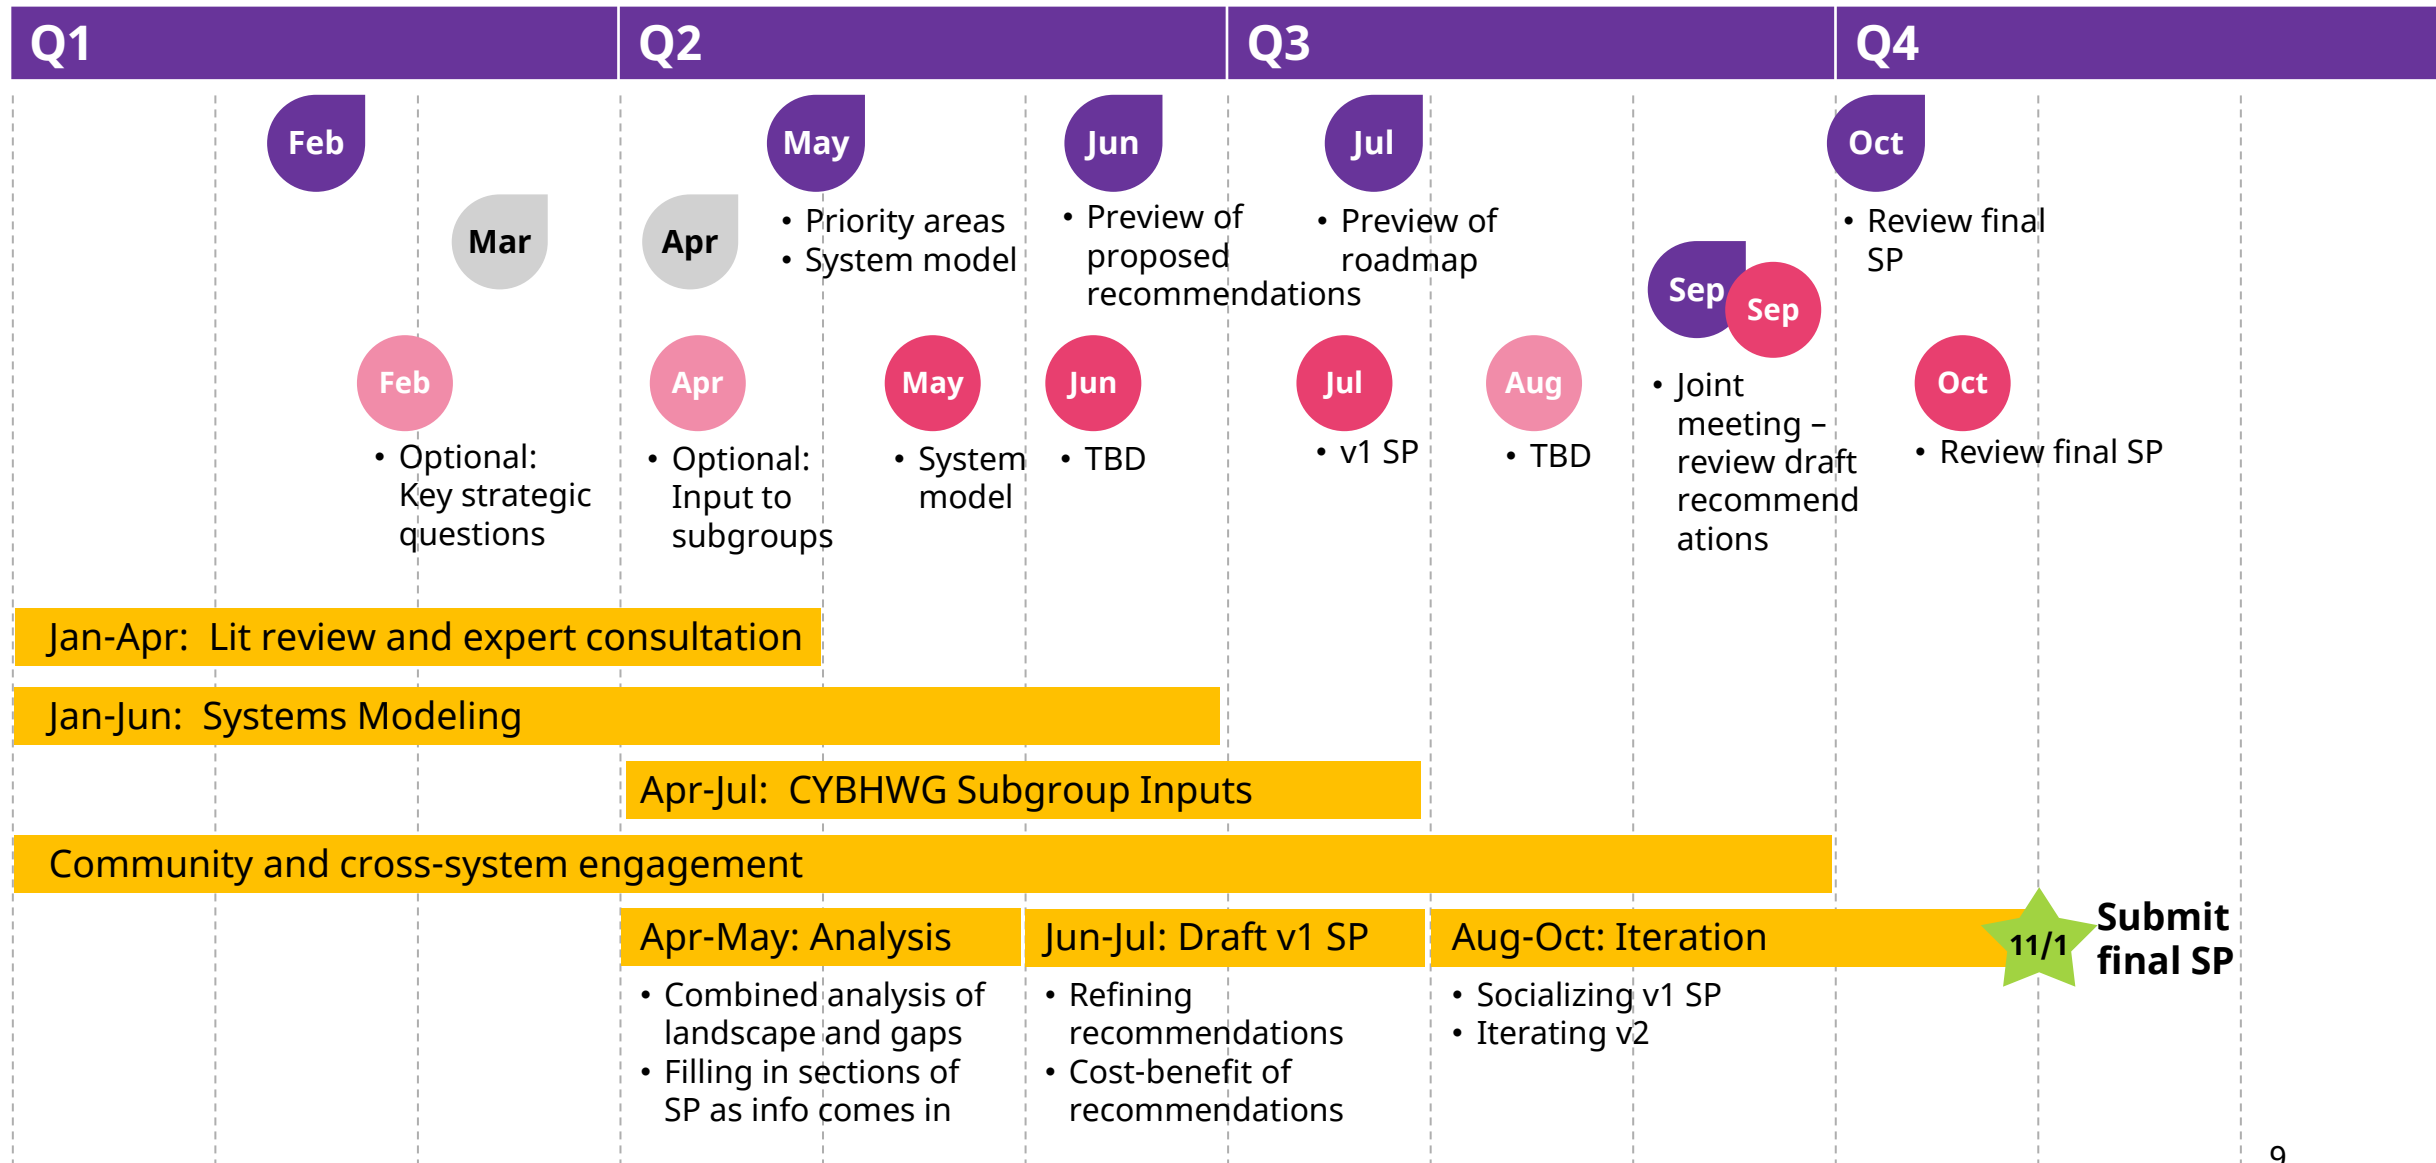 Q1
Q2
Q3
Q4
Feb
May
Jun
Jul
Oct
Mar
Apr
• Priority areas
• System model
• Preview of
proposed
recommendations
• Preview of
roadmap
• Review final
SP
Sep
Sep
Feb
Apr
May
Jun
Jul
Aug
Oct
• Optional:
Key strategic
questions
• Optional:
Input to
subgroups
• System
model
• TBD
• v1 SP
• TBD
• Joint
meeting –
review draft
recommend
ations
• Review final SP
Jan-Apr: Lit review and expert consultation
Jan-Jun: Systems Modeling
Apr-Jul: CYBHWG Subgroup Inputs
Community and cross-system engagement
Apr-May: Analysis
Jun-Jul: Draft v1 SP
Aug-Oct: Iteration
11/1
Submit
final SP
• Combined analysis of
landscape and gaps
• Filling in sections of
SP as info comes in
• Refining
recommendations
• Cost-benefit of
recommendations
• Socializing v1 SP
• Iterating v2
9